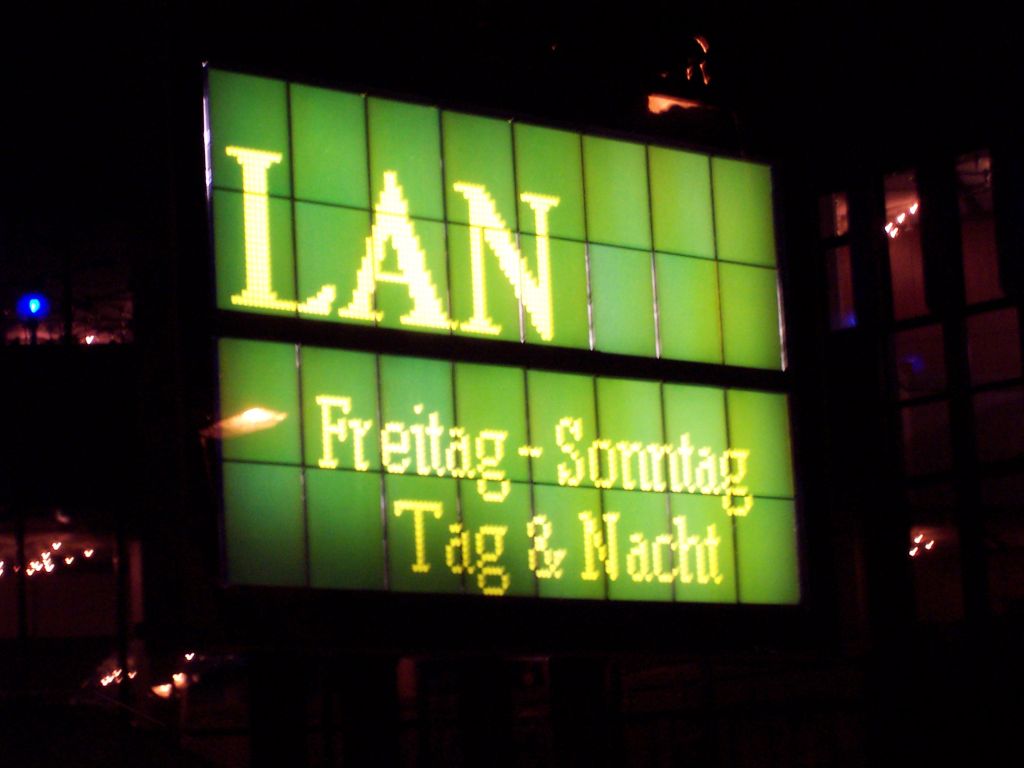 LAN
Freitag - Sonntag
Tag & Nacht